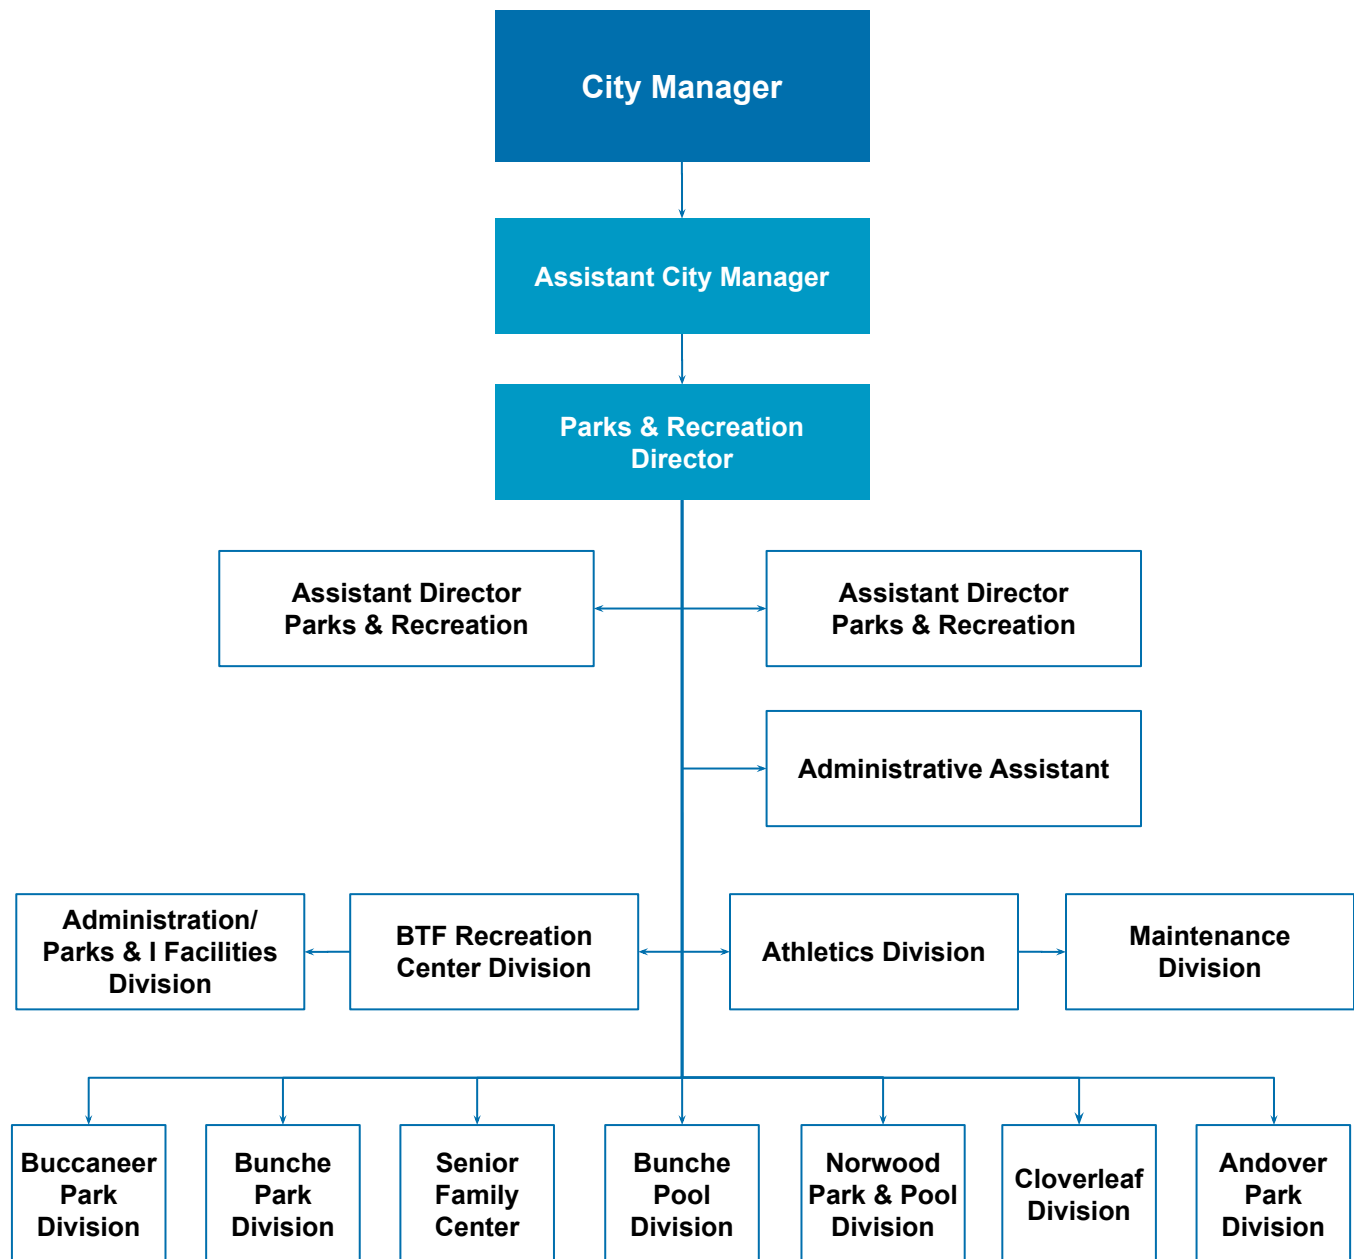 City Manager
Assistant City Manager
Parks & Recreation
Director
Assistant Director
Parks & Recreation
Assistant Director
Parks & Recreation
Administrative Assistant
Administration/
Parks & I Facilities
Division
BTF Recreation
Center Division
Athletics Division
Maintenance
Division
Buccaneer
Park
Division
Bunche
Park
Division
Senior
Family
Center
Bunche
Pool
Division
Norwood
Park & Pool
Division
Cloverleaf
Division
Andover
Park
Division